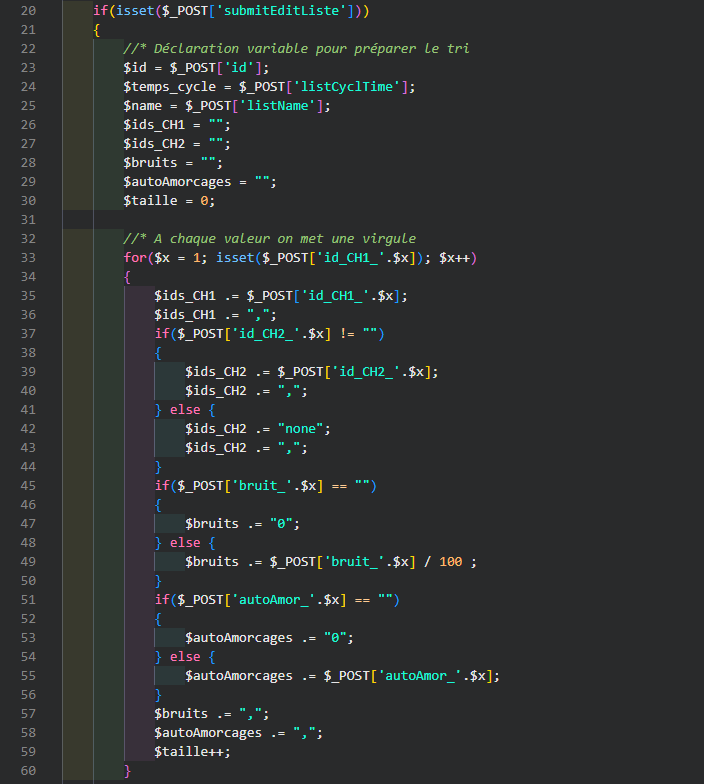 20 if(isset($_POST['submitEditListe']))
21 {
22 //* Déclaration variable pour préparer le tri
23 $id = $_POST['id'];
24 $temps_cycle = $_POST['listCyclTime'];
25 $name = $_POST['listName'];
26 $ids_CH1 = "";
27 $ids_CH2 = "";
28 $bruits = "";
29 $autoAmorcages = "";
30 $taille = 0;
31
32 //* A chaque valeur on met une virgule
33 for($x = 1; isset($_POST['id_CH1_'.$x]); $x++)
34 {
35 $ids_CH1 .= $_POST['id_CH1_'.$x];
36 $ids_CH1 .= ",";
37 if($_POST['id_CH2_'.$x] != "")
38 {
39 $ids_CH2 .= $_POST['id_CH2_'.$x];
40 $ids_CH2 .= ",";
41 } else {
42 $ids_CH2 .= "none";
43 $ids_CH2 .= ",";
44 }
45 if($_POST['bruit_'.$x] == "")
46 {
47 $bruits .= "0";
48 } else {
49 $bruits .= $_POST['bruit_'.$x] / 100 ;
50 }
51 if($_POST['autoAmor_'.$x] == "")
52 {
53 $autoAmorcages .= "0";
54 } else {
55 $autoAmorcages .= $_POST['autoAmor_'.$x];
56 }
57 $bruits .= ",";
58 $autoAmorcages .= ",";
59 $taille++;
60 }